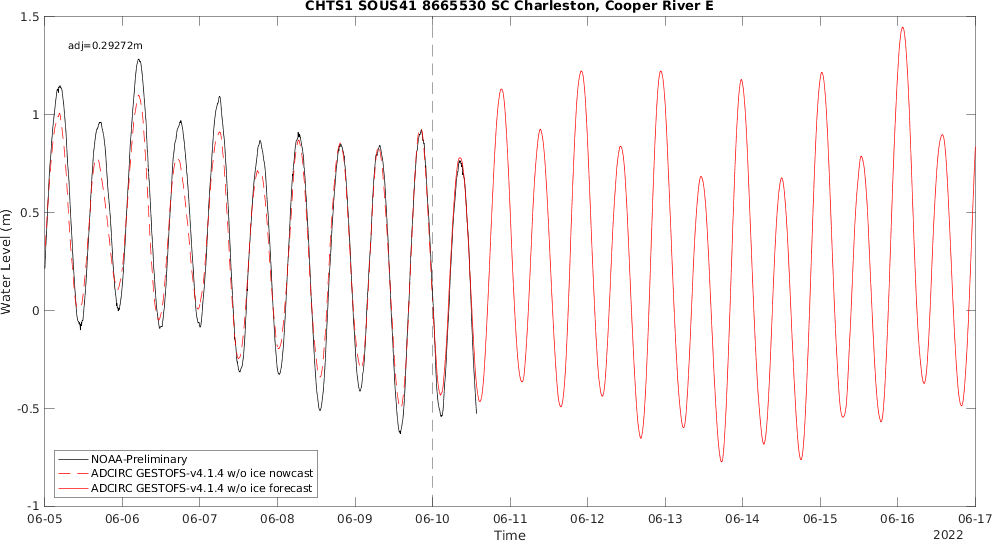 CHTS1 SOUS41 8665530 SC Charleston, Cooper River E
adj=0.29272m
1.5
1
0.5
0
-0.5
-1
Water Level (m)
NOAA-Preliminary
ADCIRC GESTOFS-v4.1.4 w/o ice nowcast
ADCIRC GESTOFS-v4.1.4 w/o ice forecast
06-05 06-06 06-07 06-08 06-09 06-10 06-11 06-12 06-13 06-14 06-15 06-16 06-17
Time
2022